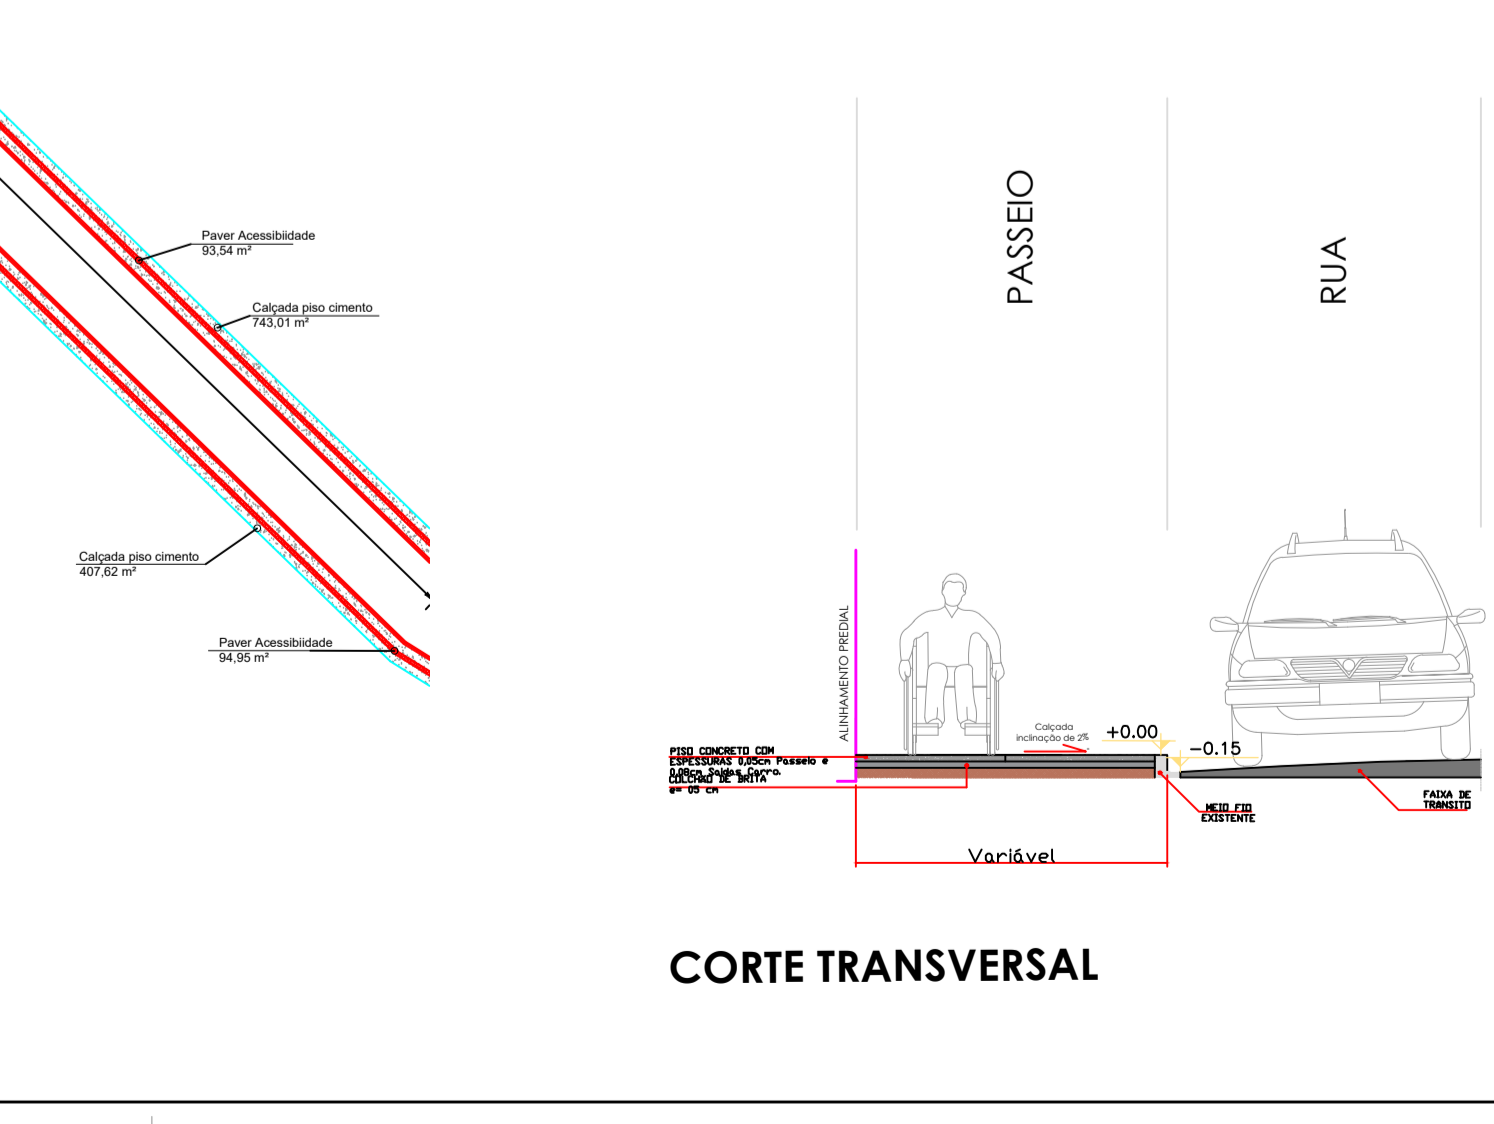 Paver Acessibiidade
93,54 m²
Calçada piso cimento
743,01 m²
Calçada piso cimento
407,62 m²
Paver Acessibiidade
94,95 m²
PASSEIO
RUA
ALINHAMENTO PREDIAL
Calçada
inclinação de 2%
+0.00
-0.15
PISO CONCRETO COM
ESPESSURAS 0,05cm Passeio e
0,08cm Saídas Carro.
COLCHÃO DE BRITA
e= 05 cm
MEIO FIO
EXISTENTE
FAIXA DE
TRANSITO
Variável
CORTE TRANSVERSAL